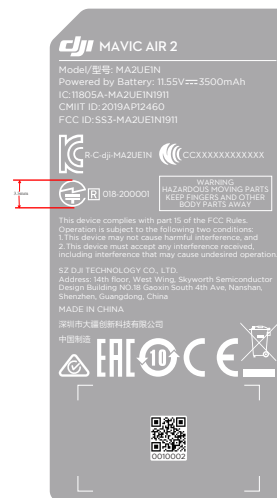 dji MAVIC AIR 2
Model/型号: MA2UE1N
Powered by Battery: 11.55V⎓3500mAh
IC:11805A-MA2UE1N1911
CMIIT ID:2019AP12460
FCC ID:SS3-MA2UE1N1911
R-C-dji-MA2UE1N
CCXXXXXXXXXXXX
R 018-200001
WARNING
HAZARDOUS MOVING PARTS
KEEP FINGERS AND OTHER
BODY PARTS AWAY
This device complies with part 15 of the FCC Rules.
Operation is subject to the following two conditions:
1.This device may not cause harmful interference, and
2.This device must accept any interference received,
including interference that may cause undesired operation.
SZ DJI TECHNOLOGY CO., LTD.
Address: 14th floor, West Wing, Skyworth Semiconductor
Design Building NO.18 Gaoxin South 4th Ave, Nanshan,
Shenzhen, Guangdong, China
MADE IN CHINA
深圳市大疆创新科技有限公司
中国制造
EAC 10 CE
0010002